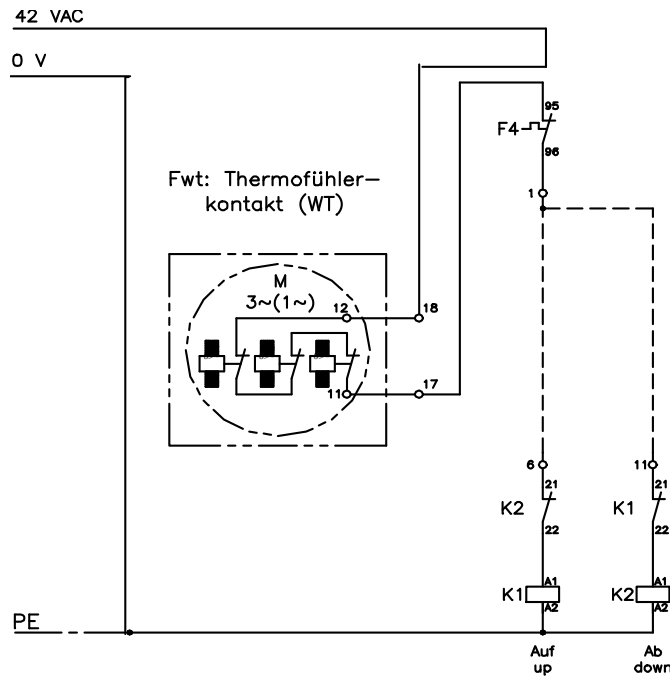 42 VAC
0 V
95
F4
96
Fwt: Thermofühler–
kontakt (WT)
1
M
3~(1~)
12
18
11
17
6
11
21
21
K2
K1
22
22
K1
A1
A2
K2
A1
A2
PE
Auf
up
Ab
down